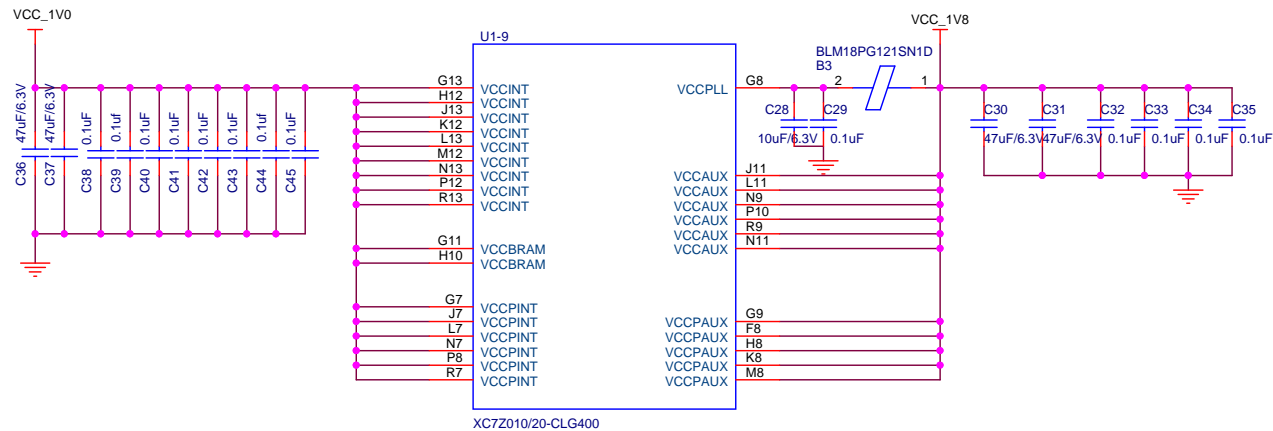 VCC_1V0
VCC_1V8
U1-9
BLM18PG121SN1D
B3
G13 VCCINT
H12 VCCINT
J13 VCCINT
K12 VCCINT
L13 VCCINT
M12 VCCINT
N13 VCCINT
P12 VCCINT
R13 VCCINT
G11 VCCBRAM
H10 VCCBRAM
G7 VCCPINT
J7 VCCPINT
L7 VCCPINT
N7 VCCPINT
P8 VCCPINT
R7 VCCPINT
VCCPLL G8
2 1
VCCAUX J11
VCCAUX L11
VCCAUX N9
VCCAUX P10
VCCAUX R9
VCCAUX N11
VCCPAUX G9
VCCPAUX F8
VCCPAUX H8
VCCPAUX K8
VCCPAUX M8
C36 47uF/6.3V
C37 47uF/6.3V
C38 0.1uF
C39 0.1uf
C40 0.1uF
C41 0.1uF
C42 0.1uF
C43 0.1uF
C44 0.1uF
C45 0.1uF
C28 10uF/6.3V
C29 0.1uF
C30 47uF/6.3V
C31 47uF/6.3V
C32 0.1uF
C33 0.1uF
C34 0.1uF
C35 0.1uF
XC7Z010/20-CLG400